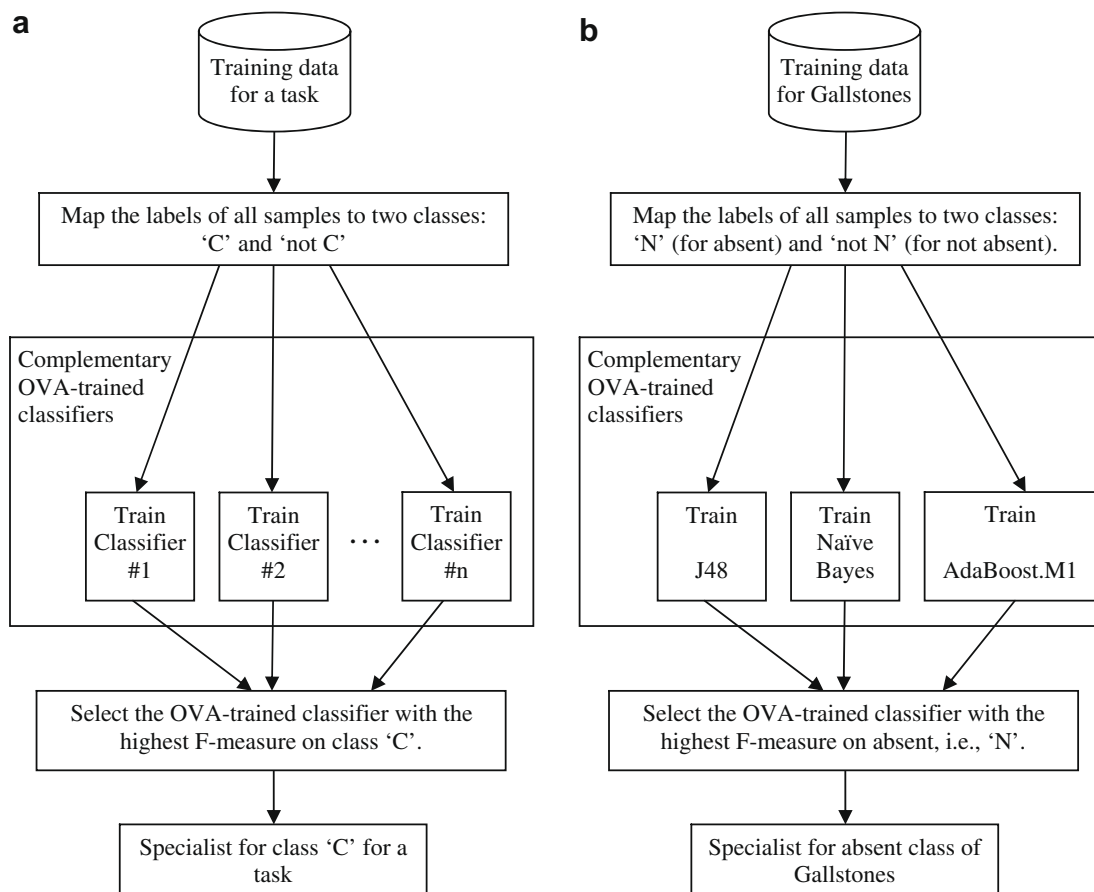 a
Training data
for a task
Map the labels of all samples to two classes:
‘C’ and ‘not C’
Complementary
OVA-trained
classifiers
Train
Classifier
#1
Train
Classifier
#2
...
Train
Classifier
#n
Select the OVA-trained classifier with the
highest F-measure on class ‘C’.
Specialist for class ‘C’ for a
task
b
Training data
for Gallstones
Map the labels of all samples to two classes:
‘N’ (for absent) and ‘not N’ (for not absent).
Complementary
OVA-trained
classifiers
Train
J48
Train
Naïve
Bayes
Train
AdaBoost.M1
Select the OVA-trained classifier with the
highest F-measure on absent, i.e., ‘N’.
Specialist for absent class of
Gallstones